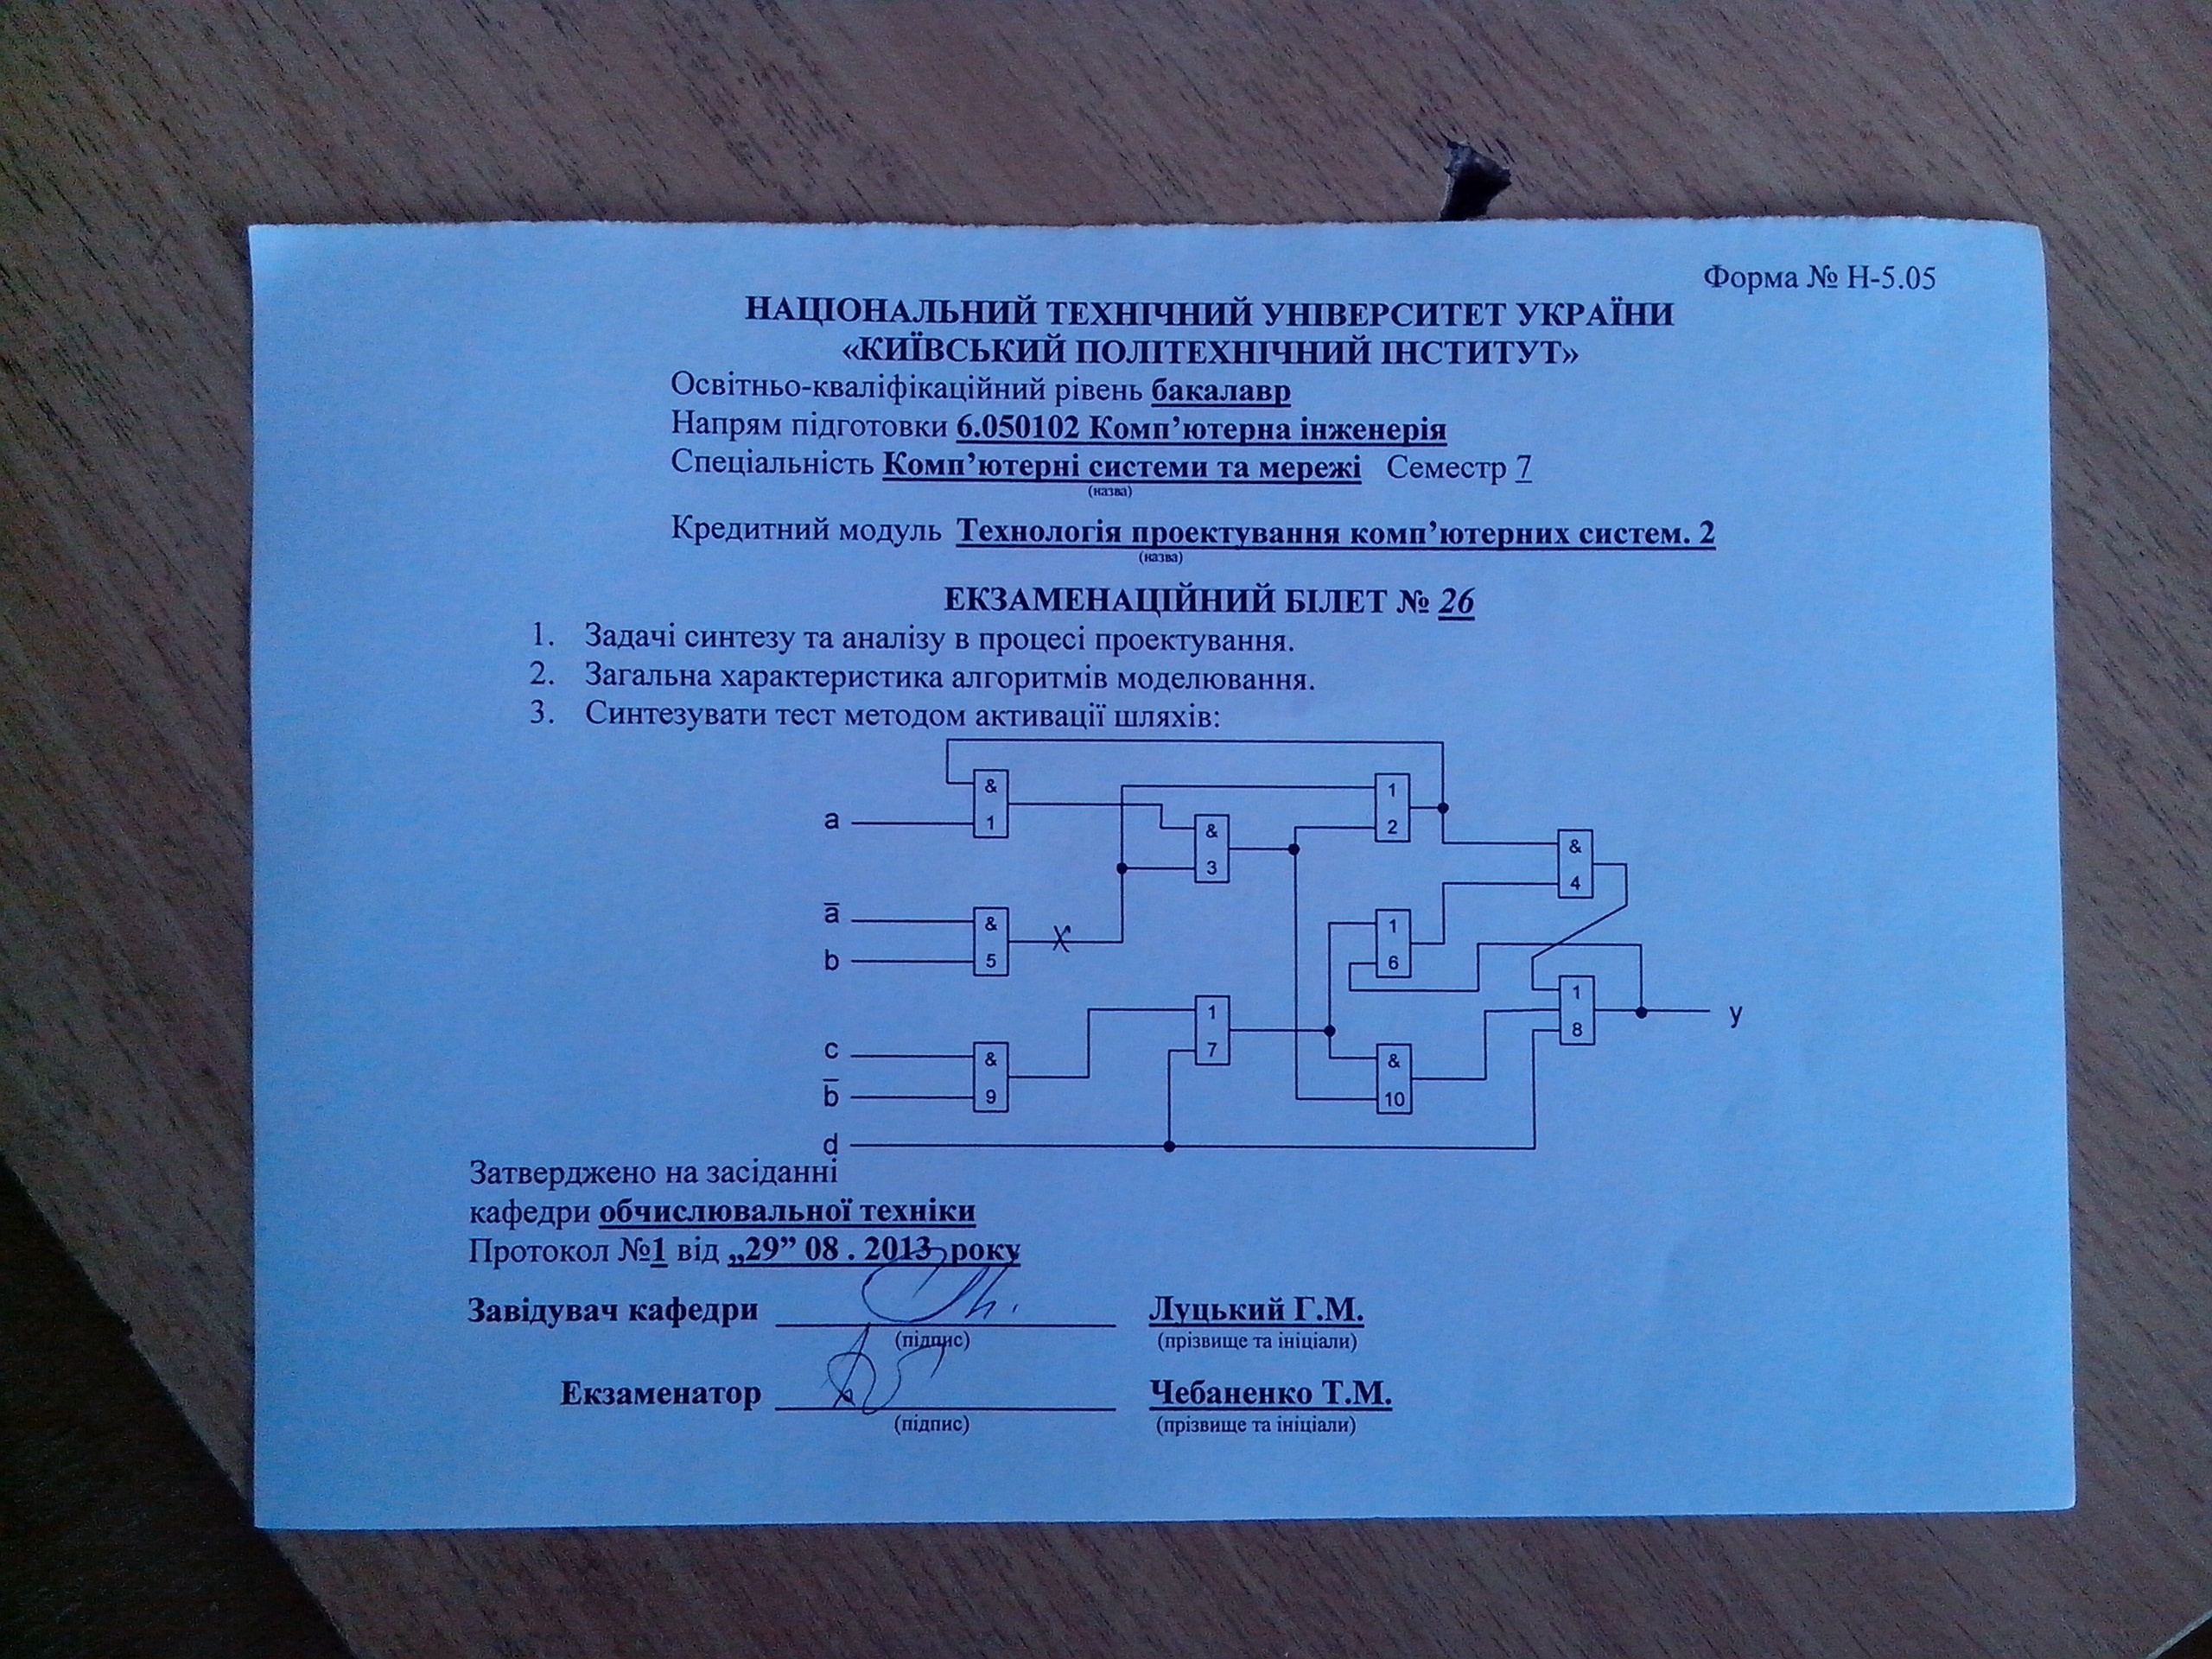 Форма № Н-5.05
НАЦІОНАЛЬНИЙ ТЕХНІЧНИЙ УНІВЕРСИТЕТ УКРАЇНИ
«КИЇВСЬКИЙ ПОЛІТЕХНІЧНИЙ ІНСТИТУТ»
Освітньо-кваліфікаційний рівень бакалавр
Напрям підготовки 6.050102 Комп’ютерна інженерія
Спеціальність Комп’ютерні системи та мережі Семестр 7
(назва)
Кредитний модуль Технологія проектування комп’ютерних систем. 2
(назва)
ЕКЗАМЕНАЦІЙНИЙ БІЛЕТ № 26
1. Задачі синтезу та аналізу в процесі проектування.
2. Загальна характеристика алгоритмів моделювання.
3. Синтезувати тест методом активації шляхів:
& 1
1 2
a
& 3
& 4
a̅
& 5
X
b
1 6
1 7
1 8
y
c
& 9
& 10
b̅
d
Затверджено на засіданні
кафедри обчислювальної техніки
Протокол №1 від „29” 08 . 2013 року
Завідувач кафедри Луцький Г.М.
(підпис) (прізвище та ініціали)
Екзаменатор Чебаненко Т.М.
(підпис) (прізвище та ініціали)